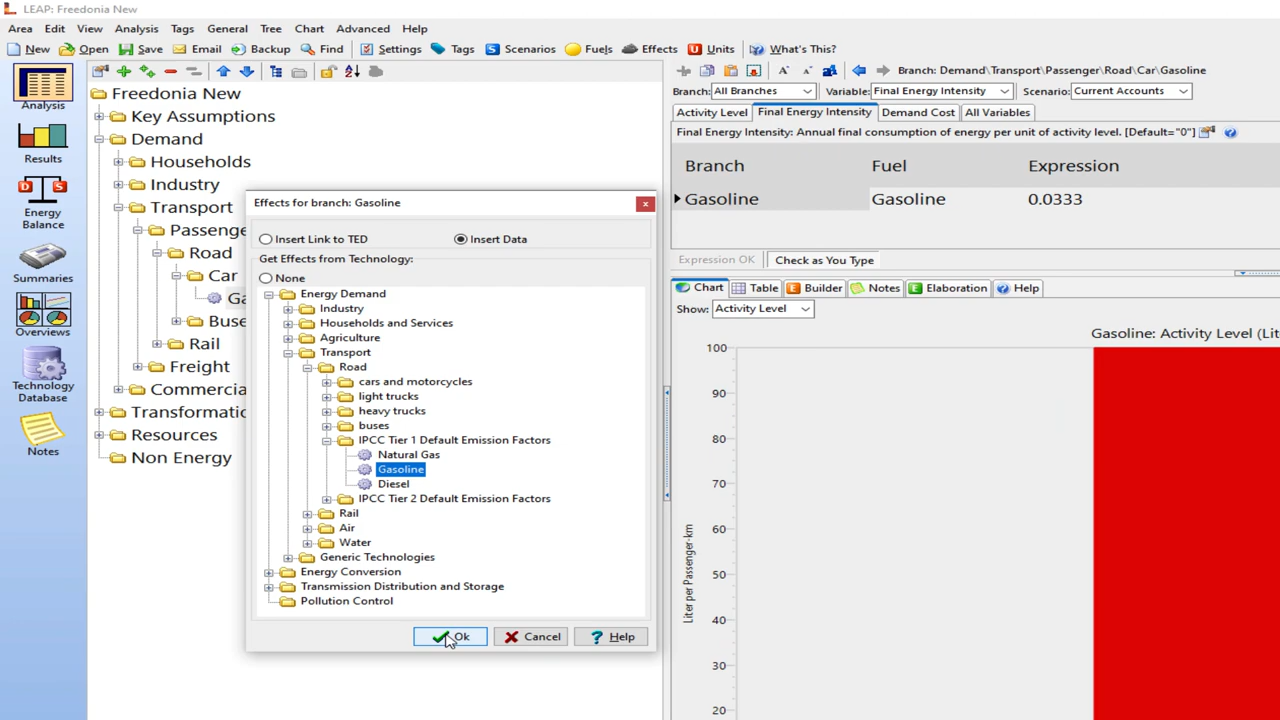 LEAP: Freedonia New
Area Edit View Analysis Tags General Tree Chart Advanced Help
New Open Save Email Backup Find Settings Tags Scenarios Fuels Effects Units What's This?
Analysis
Results
Energy
Balance
Summaries
Overviews
Technology
Database
Notes
Freedonia New
Key Assumptions
Demand
Households
Industry
Transport
Passenge
Road
Car
Ga
Buse
Rail
Freight
Commercia
Transformatio
Resources
Non Energy
Effects for branch: Gasoline
Insert Link to TED Insert Data
Get Effects from Technology:
None
Energy Demand
Industry
Households and Services
Agriculture
Transport
Road
cars and motorcycles
light trucks
heavy trucks
buses
IPCC Tier 1 Default Emission Factors
Natural Gas
Gasoline
Diesel
IPCC Tier 2 Default Emission Factors
Rail
Air
Water
Generic Technologies
Energy Conversion
Transmission Distribution and Storage
Pollution Control
Ok Cancel Help
Branch: Demand\Transport\Passenger\Road\Car\Gasoline
Branch: All Branches Variable: Final Energy Intensity Scenario: Current Accounts
Activity Level Final Energy Intensity Demand Cost All Variables
Final Energy Intensity: Annual final consumption of energy per unit of activity level. [Default="0"]
Branch Fuel Expression
Gasoline Gasoline 0.0333
Expression OK Check as You Type
Chart Table Builder Notes Elaboration Help
Show: Activity Level
Gasoline: Activity Level (Lite
100
90
80
70
60
50
40
30
20
Liter per Passenger-km